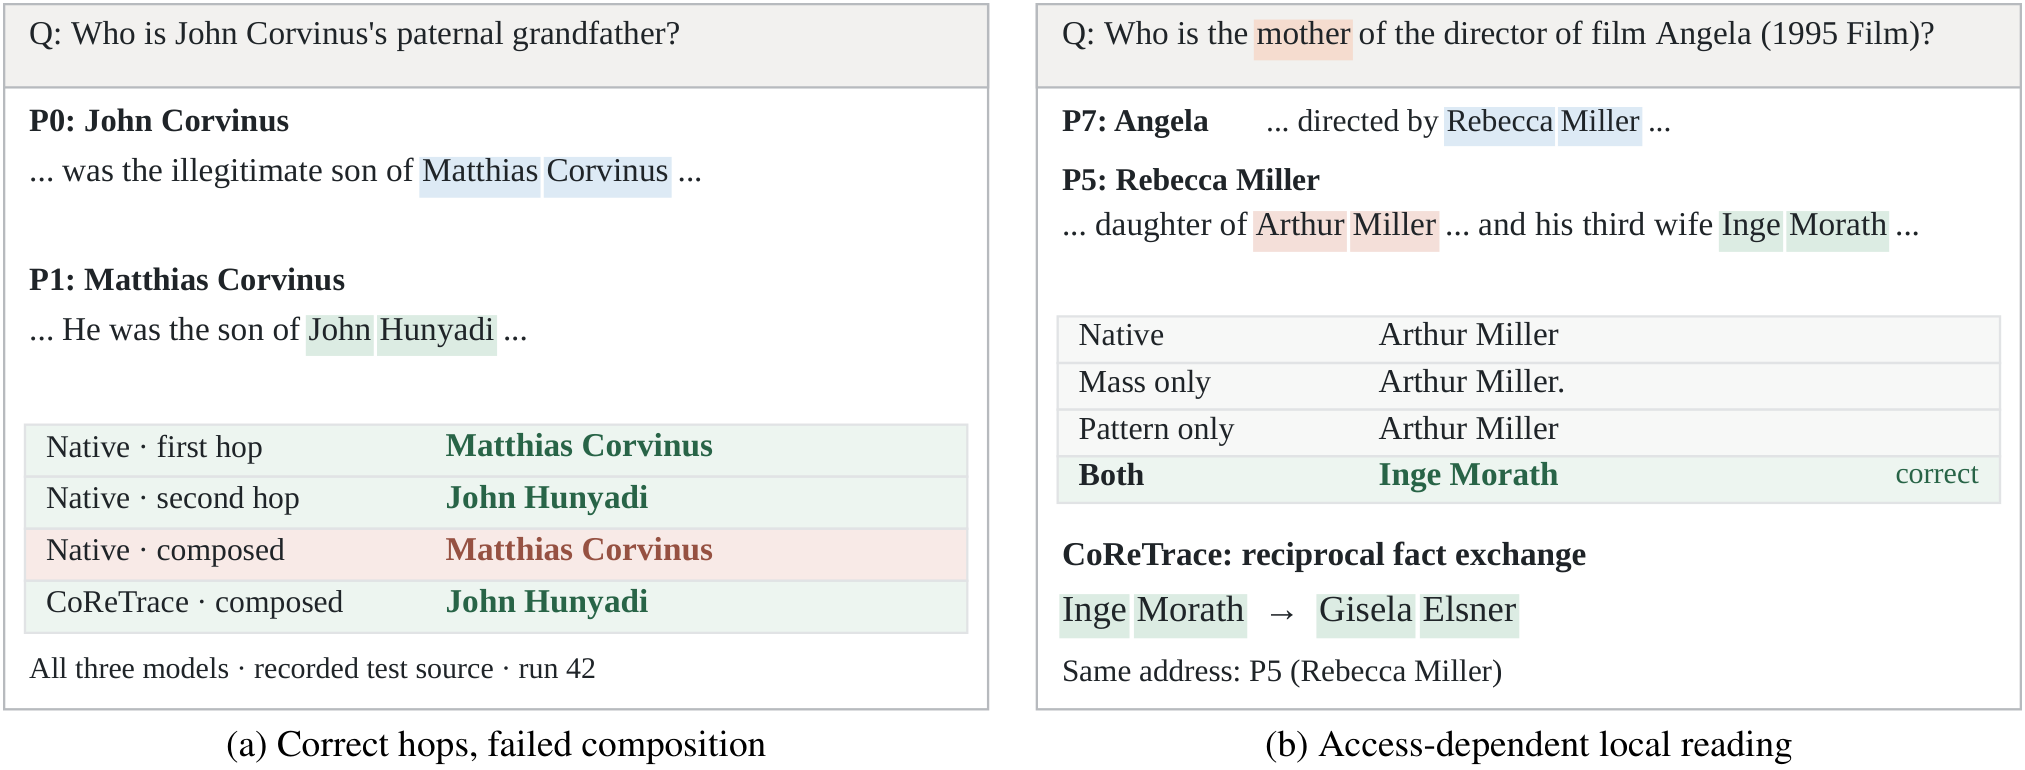 Q: Who is John Corvinus's paternal grandfather?
P0: John Corvinus
... was the illegitimate son of Matthias Corvinus ...
P1: Matthias Corvinus
... He was the son of John Hunyadi ...
Native · first hop Matthias Corvinus
Native · second hop John Hunyadi
Native · composed Matthias Corvinus
CoReTrace · composed John Hunyadi
All three models · recorded test source · run 42
(a) Correct hops, failed composition
Q: Who is the mother of the director of film Angela (1995 Film)?
P7: Angela ... directed by Rebecca Miller ...
P5: Rebecca Miller
... daughter of Arthur Miller ... and his third wife Inge Morath ...
Native Arthur Miller
Mass only Arthur Miller.
Pattern only Arthur Miller
Both Inge Morath correct
CoReTrace: reciprocal fact exchange
Inge Morath → Gisela Elsner
Same address: P5 (Rebecca Miller)
(b) Access-dependent local reading